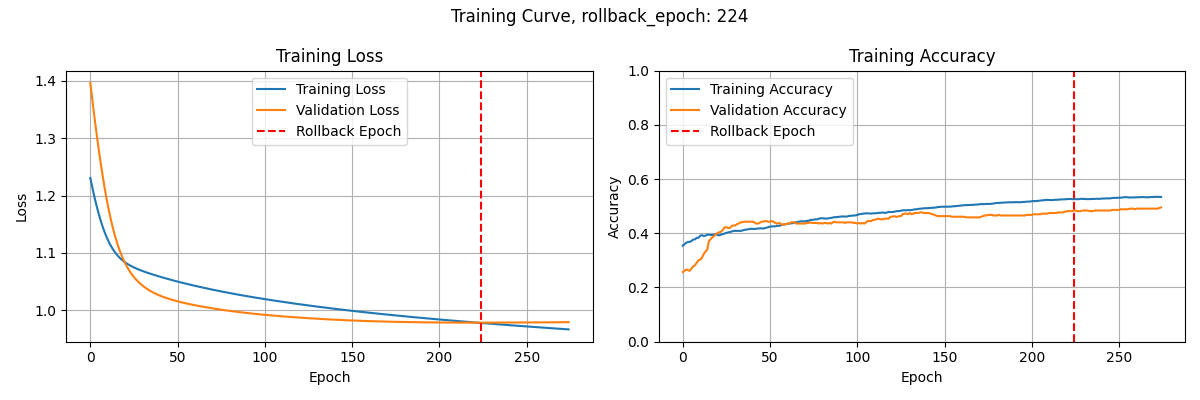 Training Curve, rollback_epoch: 224
Training Loss
Training Loss
Validation Loss
Rollback Epoch
1.4
1.3
1.2
1.1
1.0
Loss
0
50
100
150
200
250
Epoch
Training Accuracy
Training Accuracy
Validation Accuracy
Rollback Epoch
1.0
0.8
0.6
0.4
0.2
0.0
Accuracy
0
50
100
150
200
250
Epoch